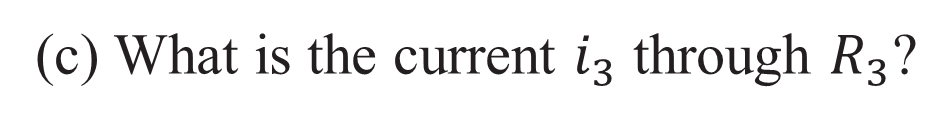 (c) What is the current i₃ through R₃?